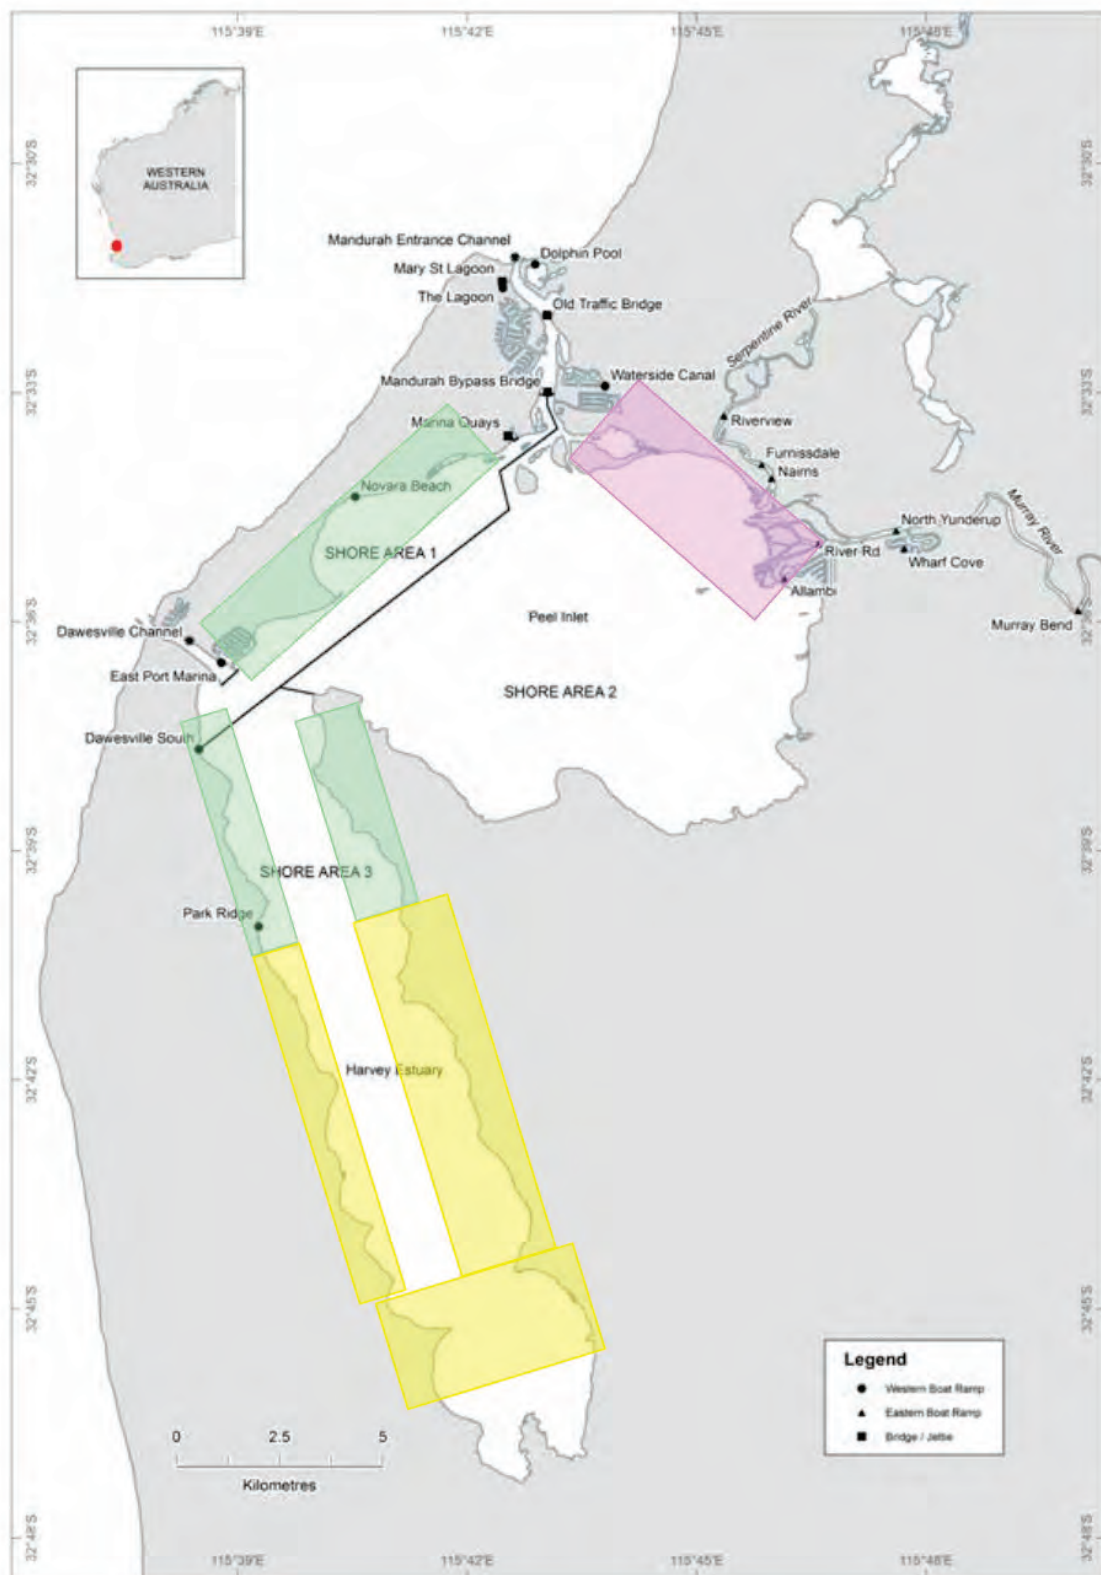 115°39'E
115°42'E
115°45'E
115°48'E
32°30'S
32°30'S
WESTERN
AUSTRALIA
Mandurah Entrance Channel
Dolphin Pool
Mary St Lagoon
The Lagoon
Old Traffic Bridge
Serpentine River
32°33'S
32°33'S
Mandurah Bypass Bridge
Waterside Canal
Marina Quays
Riverview
Furnissdale
Nairns
Novara Beach
Murray River
North Yunderup
SHORE AREA 1
River Rd
Wharf Cove
Allambi
32°36'S
32°36'S
Peel Inlet
Murray Bend
Dawesville Channel
East Port Marina
SHORE AREA 2
Dawesville South
32°39'S
32°39'S
SHORE AREA 3
Park Ridge
Harvey Estuary
32°42'S
32°42'S
32°45'S
32°45'S
Legend
Western Boat Ramp
Eastern Boat Ramp
Bridge / Jettie
0 2.5 5
Kilometres
32°48'S
32°48'S
115°39'E
115°42'E
115°45'E
115°48'E